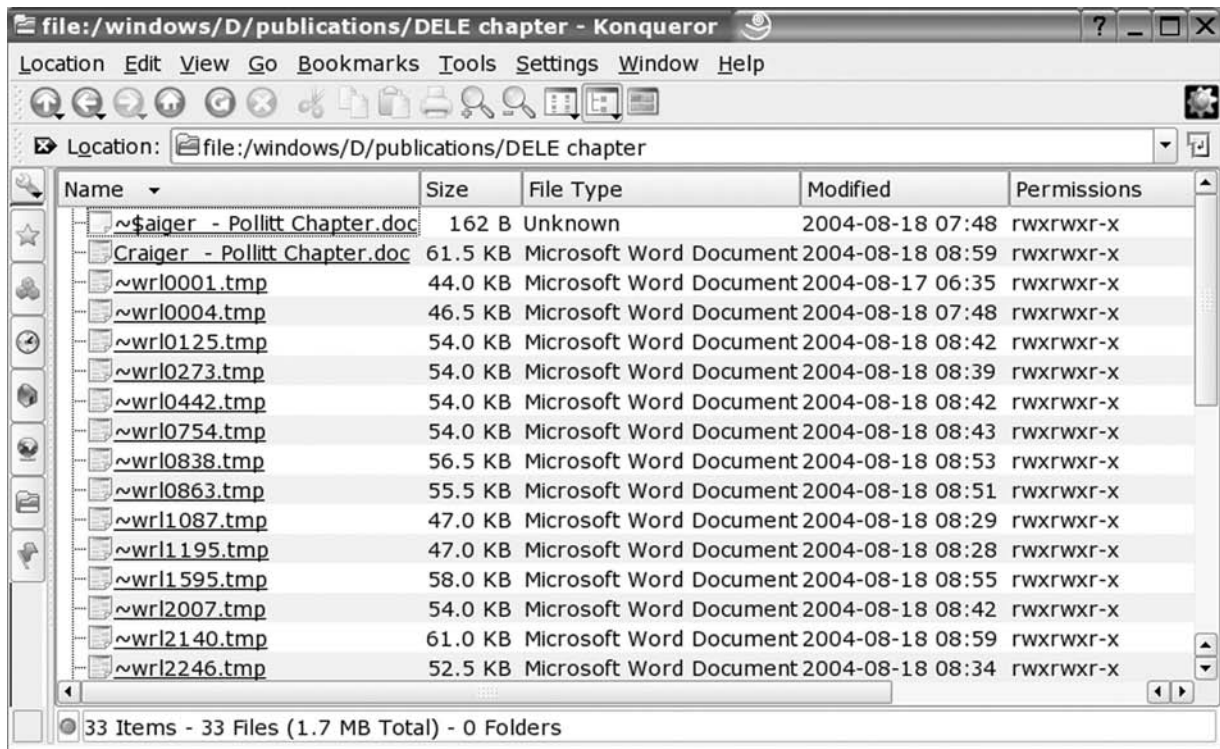 file:/windows/D/publications/DELE chapter - Konqueror
Location Edit View Go Bookmarks Tools Settings Window Help
Location: file:/windows/D/publications/DELE chapter
Name Size File Type Modified Permissions
~$aiger - Pollitt Chapter.doc 162 B Unknown 2004-08-18 07:48 rwxrwxr-x
Craiger - Pollitt Chapter.doc 61.5 KB Microsoft Word Document 2004-08-18 08:59 rwxrwxr-x
~wrl0001.tmp 44.0 KB Microsoft Word Document 2004-08-17 06:35 rwxrwxr-x
~wrl0004.tmp 46.5 KB Microsoft Word Document 2004-08-18 07:48 rwxrwxr-x
~wrl0125.tmp 54.0 KB Microsoft Word Document 2004-08-18 08:42 rwxrwxr-x
~wrl0273.tmp 54.0 KB Microsoft Word Document 2004-08-18 08:39 rwxrwxr-x
~wrl0442.tmp 54.0 KB Microsoft Word Document 2004-08-18 08:42 rwxrwxr-x
~wrl0754.tmp 54.0 KB Microsoft Word Document 2004-08-18 08:43 rwxrwxr-x
~wrl0838.tmp 56.5 KB Microsoft Word Document 2004-08-18 08:53 rwxrwxr-x
~wrl0863.tmp 55.5 KB Microsoft Word Document 2004-08-18 08:51 rwxrwxr-x
~wrl1087.tmp 47.0 KB Microsoft Word Document 2004-08-18 08:29 rwxrwxr-x
~wrl1195.tmp 47.0 KB Microsoft Word Document 2004-08-18 08:28 rwxrwxr-x
~wrl1595.tmp 58.0 KB Microsoft Word Document 2004-08-18 08:55 rwxrwxr-x
~wrl2007.tmp 54.0 KB Microsoft Word Document 2004-08-18 08:42 rwxrwxr-x
~wrl2140.tmp 61.0 KB Microsoft Word Document 2004-08-18 08:59 rwxrwxr-x
~wrl2246.tmp 52.5 KB Microsoft Word Document 2004-08-18 08:34 rwxrwxr-x
33 Items - 33 Files (1.7 MB Total) - 0 Folders